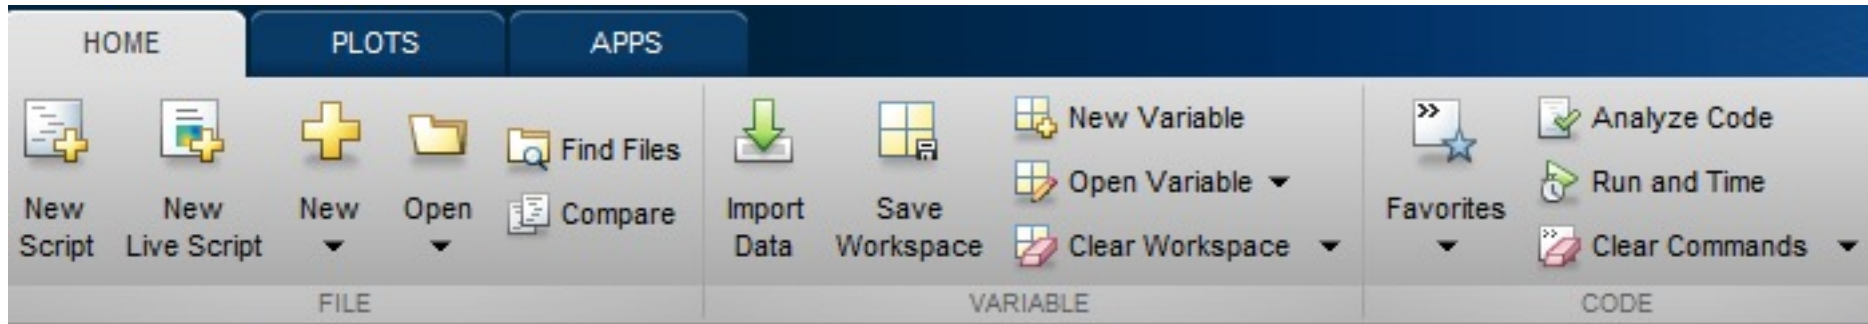 HOME
PLOTS
APPS
New
Script
New
Live Script
New
Open
Find Files
Compare
FILE
Import
Data
Save
Workspace
New Variable
Open Variable
Clear Workspace
VARIABLE
Favorites
Analyze Code
Run and Time
Clear Commands
CODE